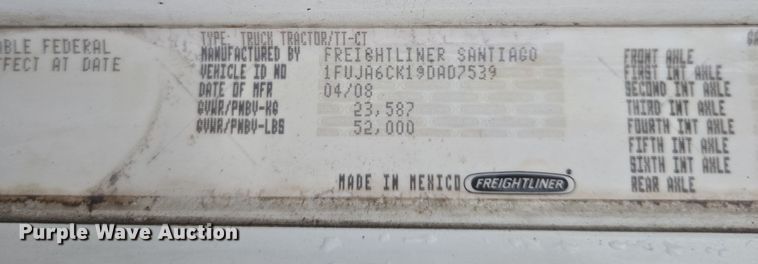 TYPE: TRUCK TRACTOR/TT-CT
ABLE FEDERAL
FFECT AT DATE
MANUFACTURED BY FREIGHTLINER SANTIAGO
VEHICLE ID NO 1FUJA6CK19DAD7539
DATE OF MFR 04/08
GVWR/PNBV-KG 23,587
GVWR/PNBV-LBS 52,000
MADE IN MEXICO FREIGHTLINER
FRONT AXLE
FIRST INT AXLE
SECOND INT AXLE
THIRD INT AXLE
FOURTH INT AXLE
FIFTH INT AXLE
SIXTH INT AXLE
REAR AXLE
Purple Wave Auction